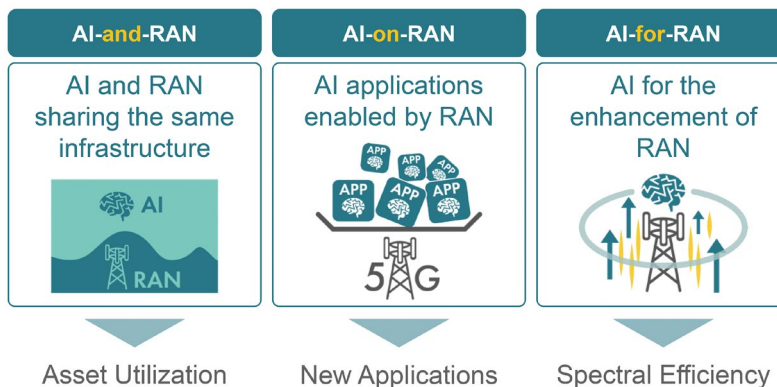 AI-and-RAN
AI and RAN
sharing the same
infrastructure
AI
RAN
Asset Utilization
AI-on-RAN
AI applications
enabled by RAN
APP
APP
APP
APP
APP
APP
5G
New Applications
AI-for-RAN
AI for the
enhancement of
RAN
Spectral Efficiency